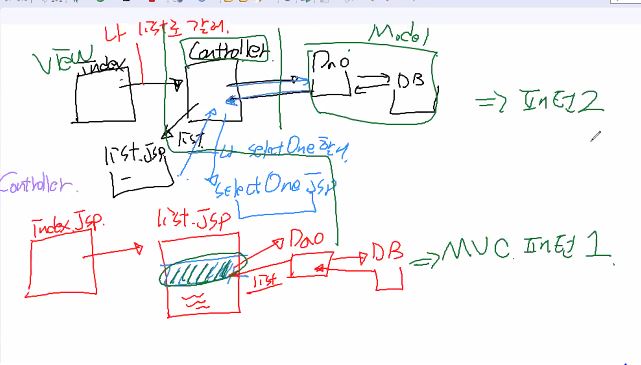 나 list로 갈래.
VIEW
index
Controller.
Model
Dao
DB
=> 패턴2
list
list.jsp
나 selectOne 할게
selectOne.jsp
Controller.
index.jsp
list.jsp
Dao
DB
=> MVC. 패턴1.
list